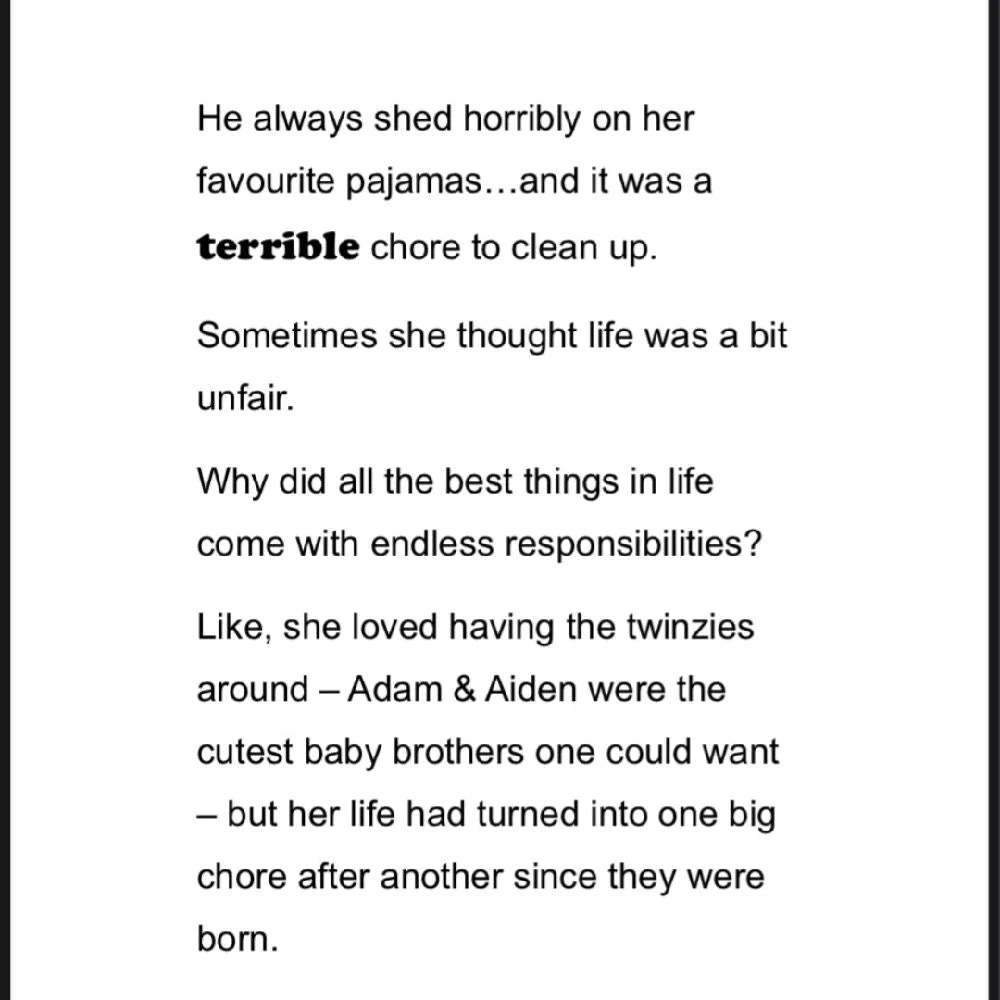 He always shed horribly on her
favourite pajamas…and it was a
terrible chore to clean up.
Sometimes she thought life was a bit
unfair.
Why did all the best things in life
come with endless responsibilities?
Like, she loved having the twinzies
around – Adam & Aiden were the
cutest baby brothers one could want
– but her life had turned into one big
chore after another since they were
born.